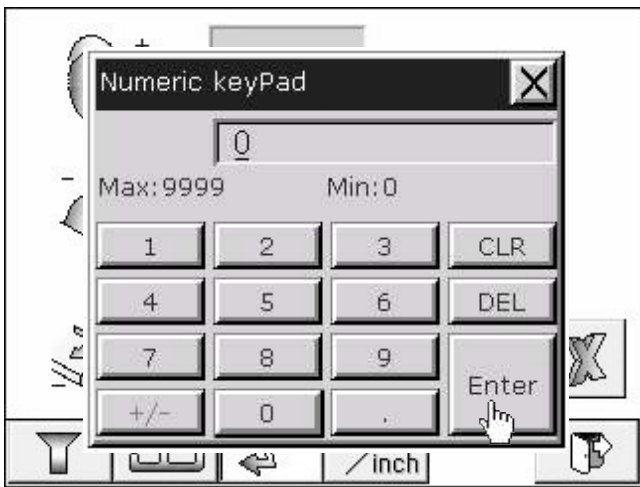 +
Numeric keyPad
X
0
Max:9999 Min:0
-
1 2 3 CLR
4 5 6 DEL
7 8 9
Enter
+/- 0 .
/inch